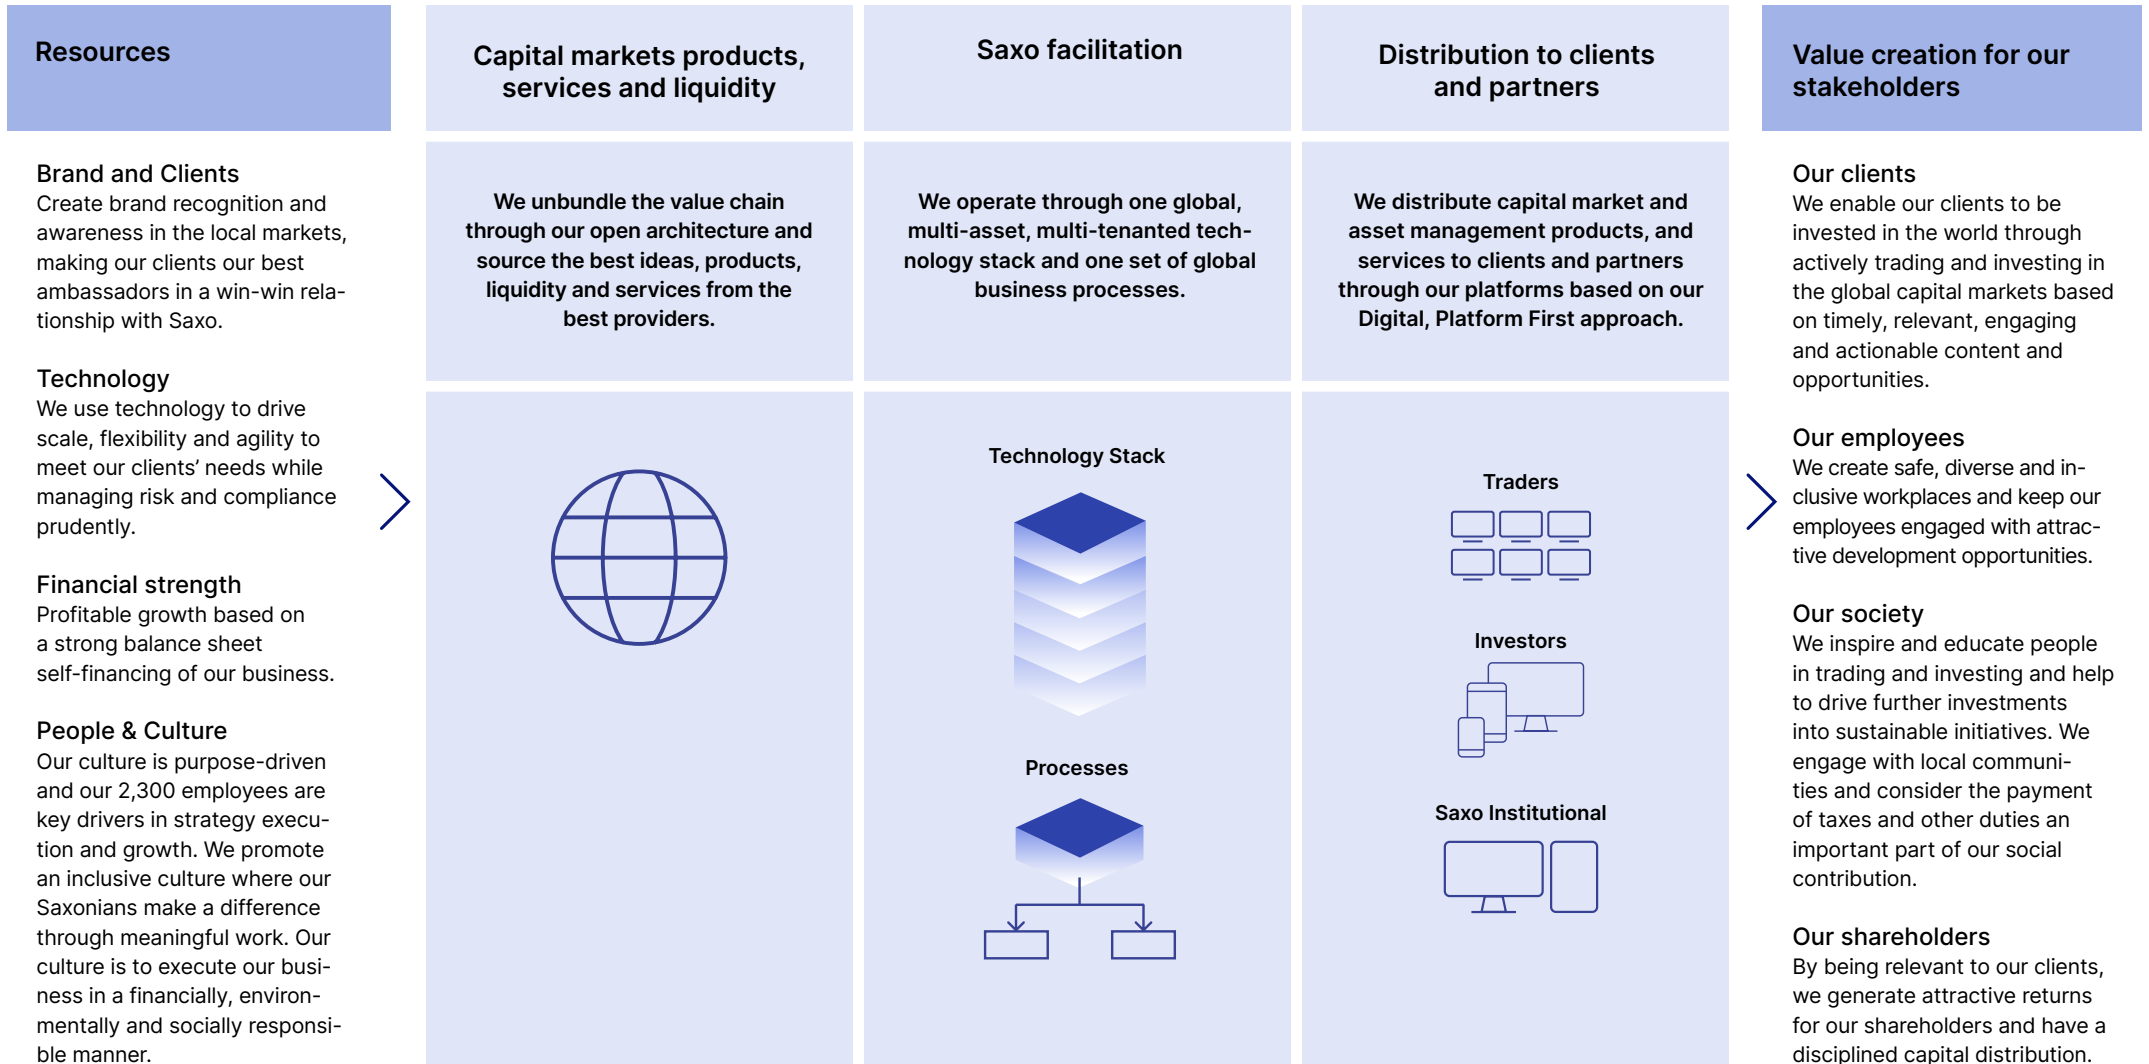 Resources
Brand and Clients
Create brand recognition and
awareness in the local markets,
making our clients our best
ambassadors in a win-win rela-
tionship with Saxo.
Technology
We use technology to drive
scale, flexibility and agility to
meet our clients’ needs while
managing risk and compliance
prudently.
Financial strength
Profitable growth based on
a strong balance sheet
self-financing of our business.
People & Culture
Our culture is purpose-driven
and our 2,300 employees are
key drivers in strategy execu-
tion and growth. We promote
an inclusive culture where our
Saxonians make a difference
through meaningful work. Our
culture is to execute our busi-
ness in a financially, environ-
mentally and socially responsi-
ble manner.
Capital markets products,
services and liquidity
We unbundle the value chain
through our open architecture and
source the best ideas, products,
liquidity and services from the
best providers.
Saxo facilitation
We operate through one global,
multi-asset, multi-tenanted tech-
nology stack and one set of global
business processes.
Technology Stack
Processes
Distribution to clients
and partners
We distribute capital market and
asset management products, and
services to clients and partners
through our platforms based on our
Digital, Platform First approach.
Traders
Investors
Saxo Institutional
Value creation for our
stakeholders
Our clients
We enable our clients to be
invested in the world through
actively trading and investing in
the global capital markets based
on timely, relevant, engaging
and actionable content and
opportunities.
Our employees
We create safe, diverse and in-
clusive workplaces and keep our
employees engaged with attrac-
tive development opportunities.
Our society
We inspire and educate people
in trading and investing and help
to drive further investments
into sustainable initiatives. We
engage with local communi-
ties and consider the payment
of taxes and other duties an
important part of our social
contribution.
Our shareholders
By being relevant to our clients,
we generate attractive returns
for our shareholders and have a
disciplined capital distribution.